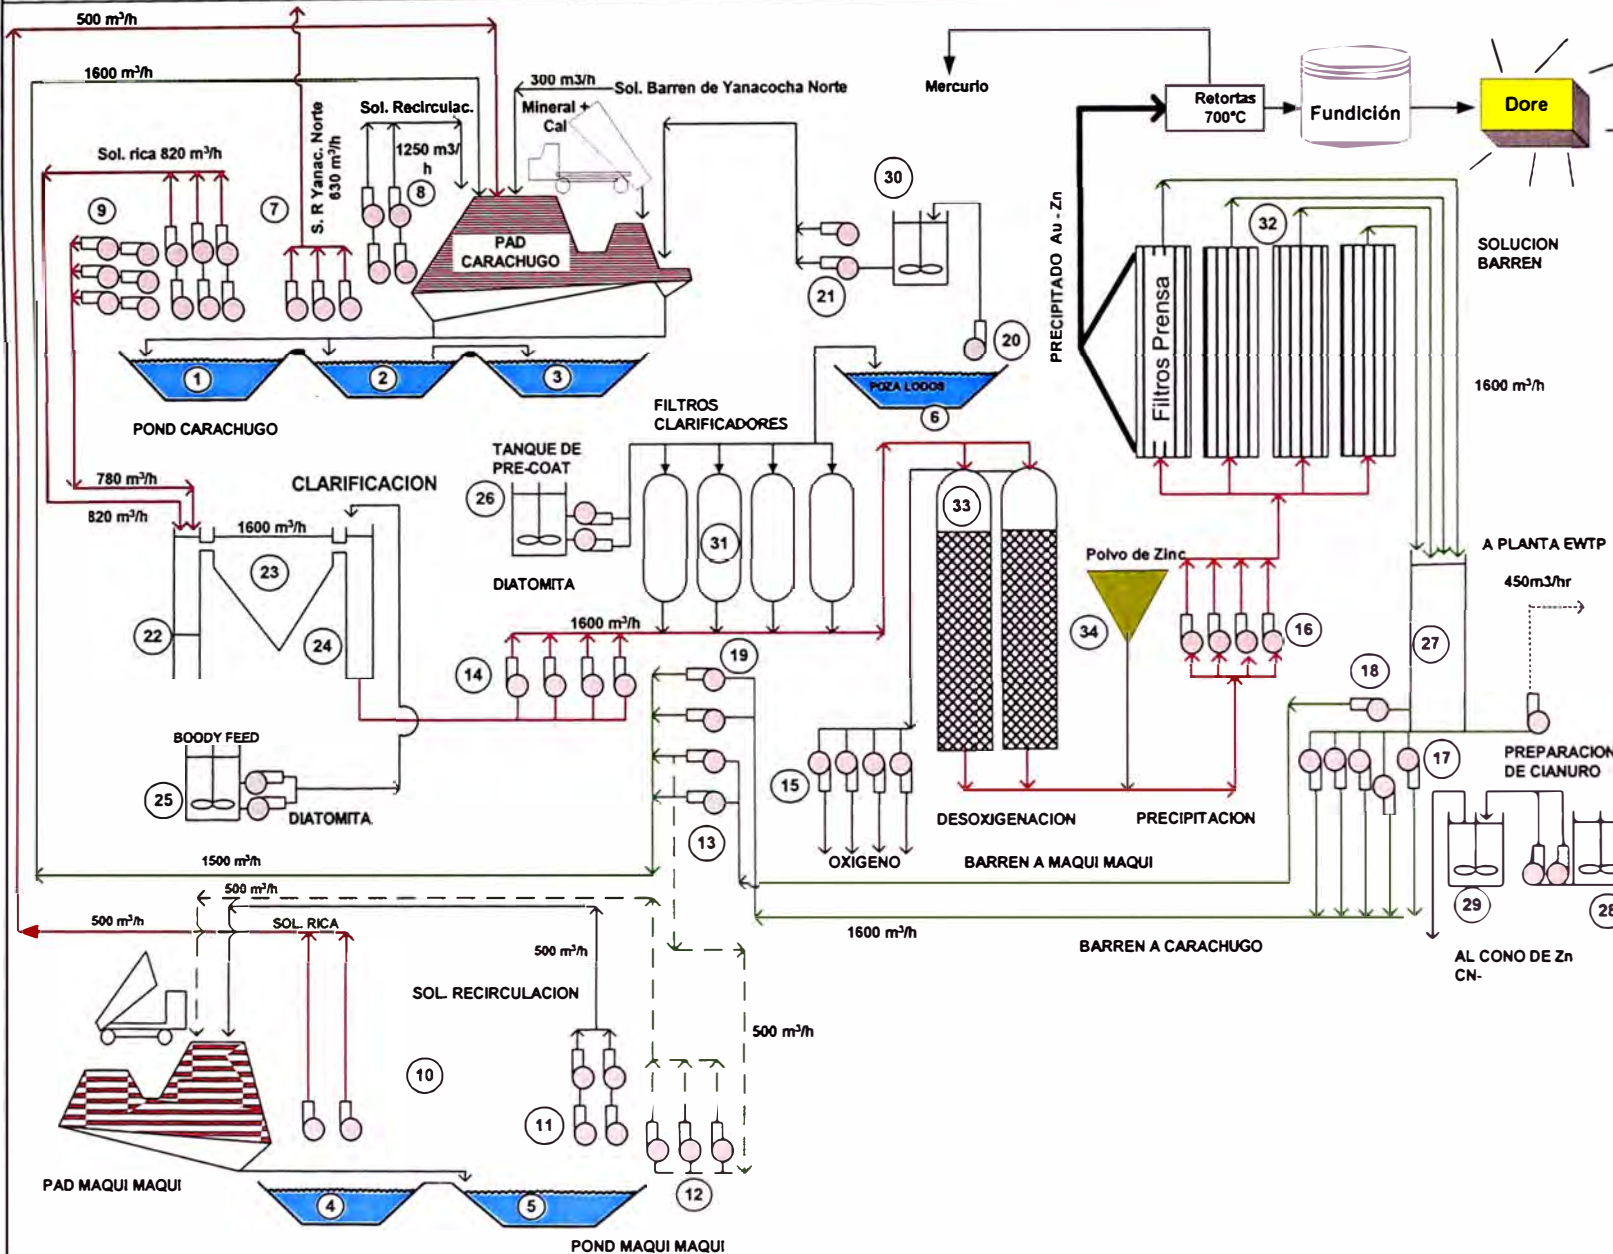 500 m³/h
1600 m³/h
300 m3/h
Sol. Barren de Yanacocha Norte
Mercurio
Retortas
700°C
Fundición
Dore
Sol. Recirculac.
Mineral +
Cal
1250 m3/
h
8
S. R Yanac. Norte
630 m³/h
7
Sol. rica 820 m³/h
9
PAD
CARACHUGO
30
21
20
PRECIPITADO Au - Zn
Filtros Prensa
32
SOLUCION
BARREN
1600 m³/h
1
2
3
POND CARACHUGO
POZA LODOS
6
FILTROS
CLARIFICADORES
TANQUE DE
PRE-COAT
26
DIATOMITA
31
33
780 m³/h
820 m³/h
CLARIFICACION
1600 m³/h
23
22
24
Polvo de Zinc
34
16
A PLANTA EWTP
450m3/hr
27
18
17
1600 m³/h
14
19
13
BOODY FEED
25
DIATOMITA
15
OXIGENO
DESOXIGENACION
PRECIPITACION
BARREN A MAQUI MAQUI
PREPARACION
DE CIANURO
29
28
AL CONO DE Zn
CN-
1500 m³/h
500 m³/h
500 m³/h
SOL. RICA
500 m³/h
1600 m³/h
BARREN A CARACHUGO
SOL. RECIRCULACION
500 m³/h
10
11
12
PAD MAQUI MAQUI
4
5
POND MAQUI MAQUI